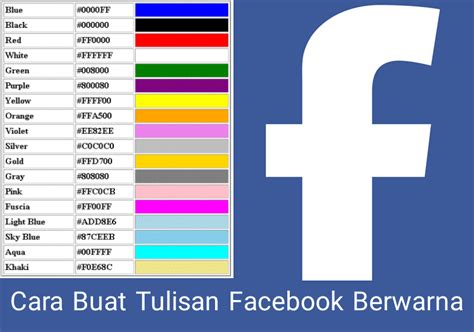 Blue #0000FF
Black #000000
Red #FF0000
White #FFFFFF
Green #008000
Purple #800080
Yellow #FFFF00
Orange #FFA500
Violet #EE82EE
Silver #C0C0C0
Gold #FFD700
Gray #808080
Pink #FFC0CB
Fuscia #FF00FF
Light Blue #ADD8E6
Sky Blue #87CEEB
Aqua #00FFFF
Khaki #F0E68C
f
Cara Buat Tulisan Facebook Berwarna